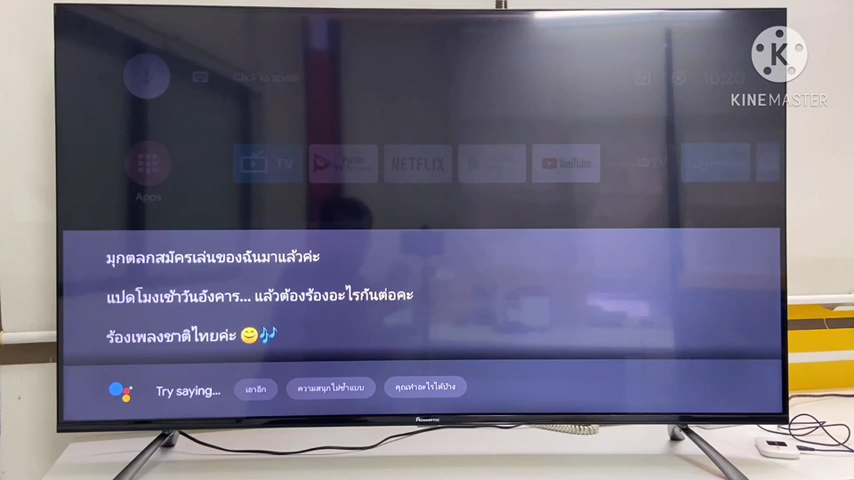 KINEMASTER
Click to speak
10:20
TV
NETFLIX
YouTube
Apps
มุกตลกสมัครเล่นของฉันมาแล้วค่ะ
แปดโมงเช้าวันอังคาร... แล้วต้องร้องอะไรกันต่อคะ
ร้องเพลงชาติไทยค่ะ 😊🎶
Try saying...
เอาอีก
ความสนุกไม่ซ้ำแบบ
คุณทำอะไรได้บ้าง